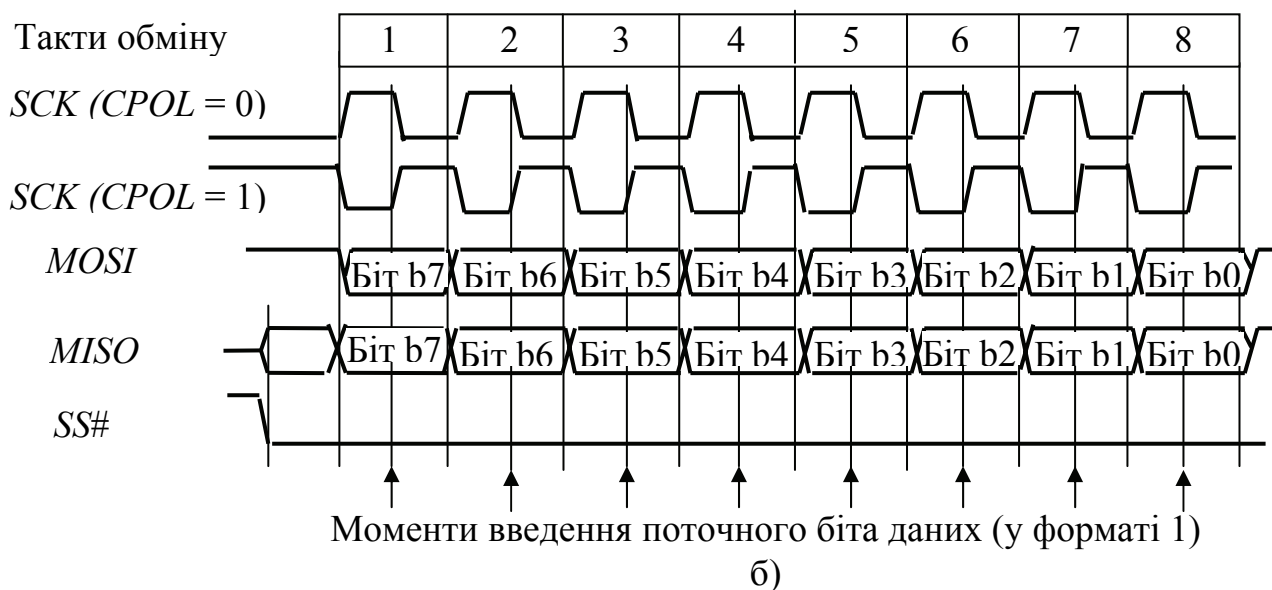 Такти обміну 1 2 3 4 5 6 7 8
SCK (CPOL = 0)
SCK (CPOL = 1)
MOSI Біт b7 Біт b6 Біт b5 Біт b4 Біт b3 Біт b2 Біт b1 Біт b0
MISO Біт b7 Біт b6 Біт b5 Біт b4 Біт b3 Біт b2 Біт b1 Біт b0
SS#
Моменти введення поточного біта даних (у форматі 1)
б)